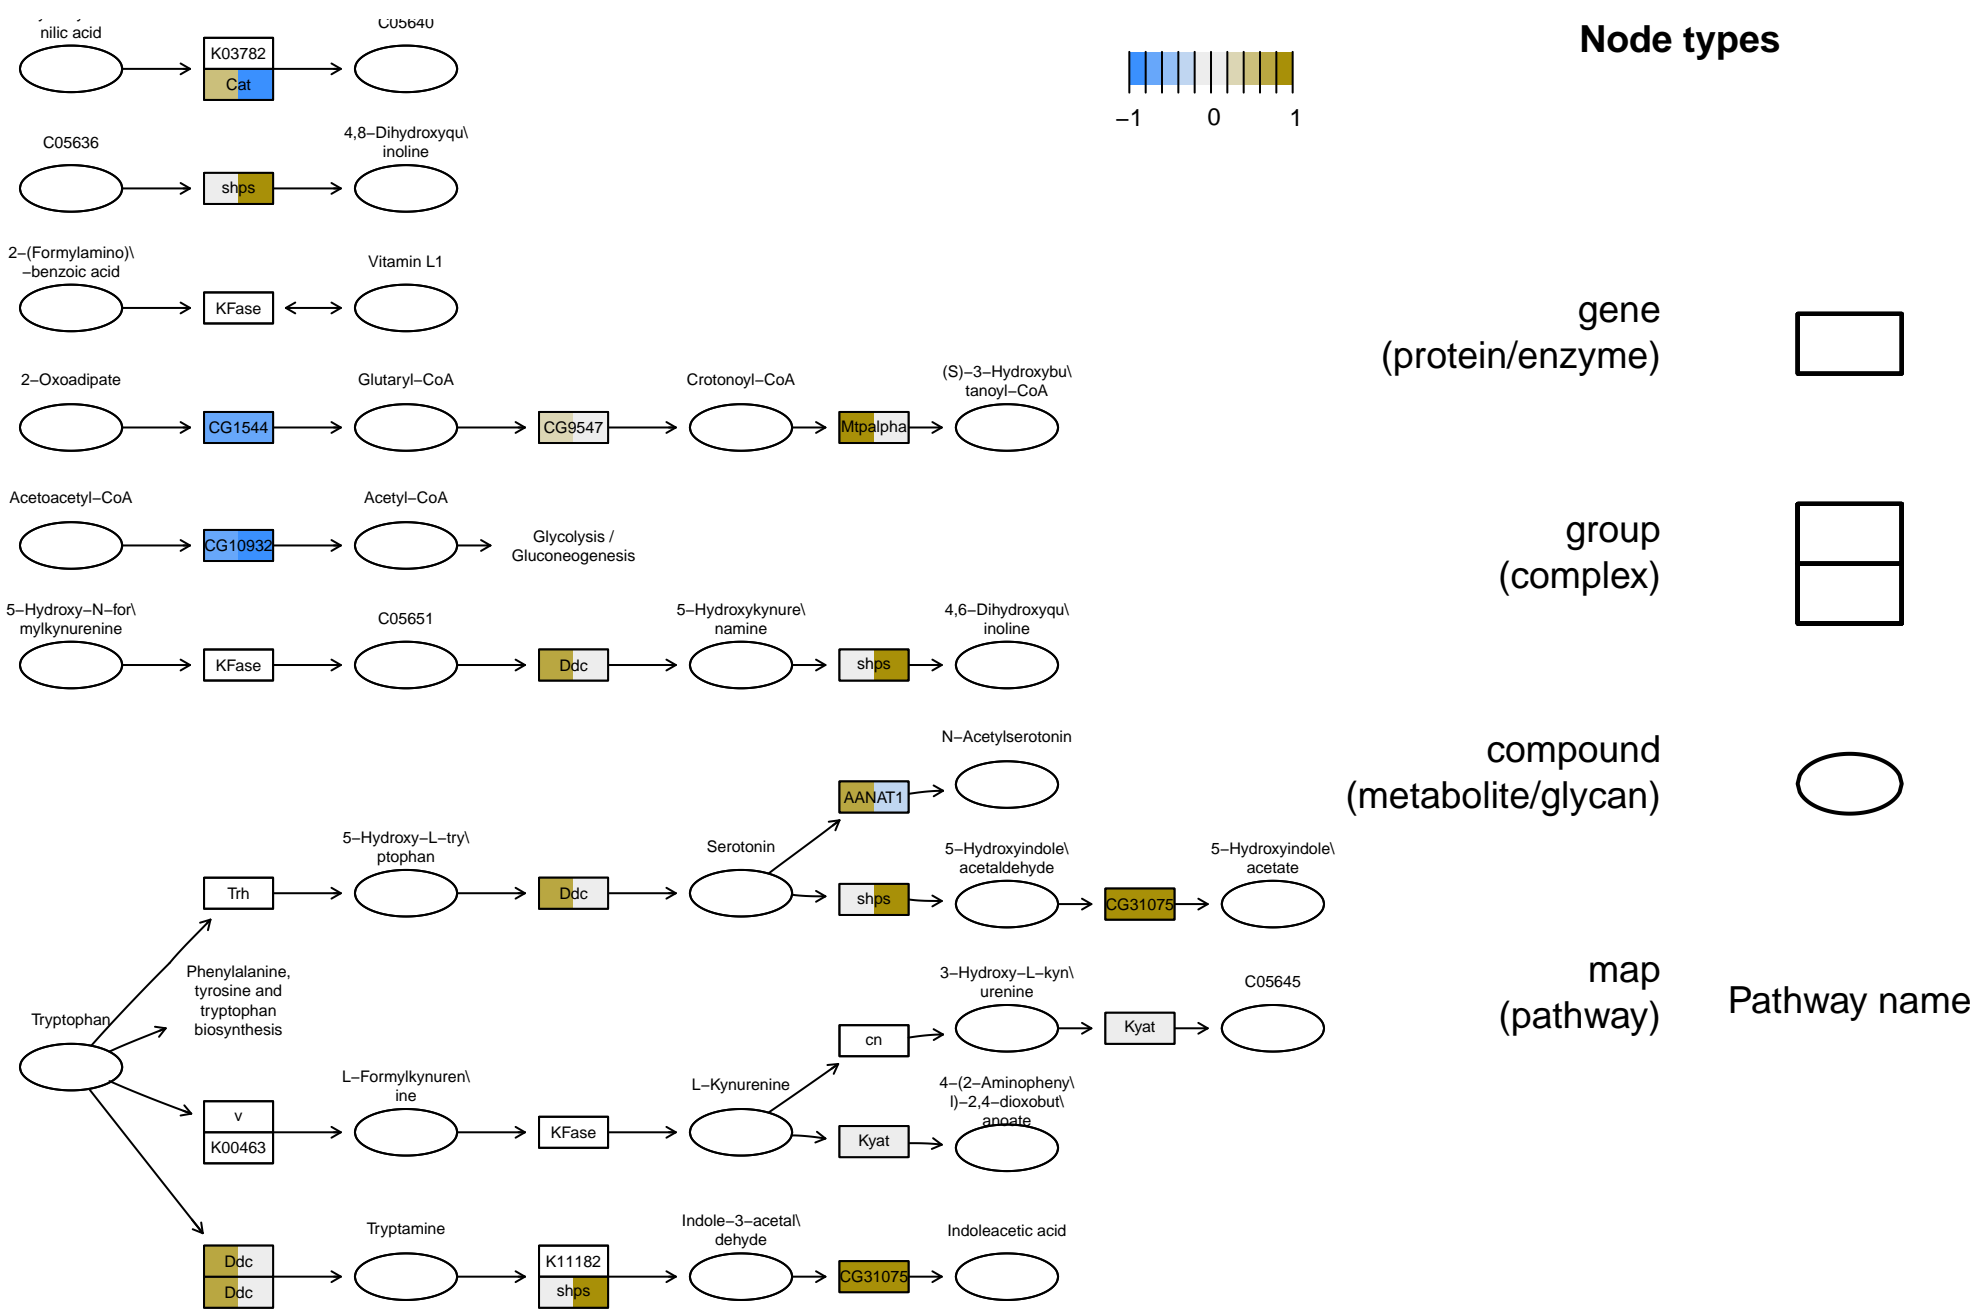 nilic acid
C05640
K03782
Cat
−1
0
1
Node types
C05636
4,8−Dihydroxyqu\
inoline
shps
2−(Formylamino)\
−benzoic acid
Vitamin L1
KFase
gene
(protein/enzyme)
2−Oxoadipate
Glutaryl−CoA
Crotonoyl−CoA
(S)−3−Hydroxybu\
tanoyl−CoA
CG1544
CG9547
Mtpalpha
Acetoacetyl−CoA
Acetyl−CoA
CG10932
Glycolysis /
Gluconeogenesis
group
(complex)
5−Hydroxy−N−for\
mylkynurenine
C05651
5−Hydroxykynure\
namine
4,6−Dihydroxyqu\
inoline
KFase
Ddc
shps
N−Acetylserotonin
AANAT1
compound
(metabolite/glycan)
5−Hydroxy−L−try\
ptophan
Serotonin
5−Hydroxyindole\
acetaldehyde
5−Hydroxyindole\
acetate
Trh
Ddc
shps
CG31075
Phenylalanine,
tyrosine and
tryptophan
biosynthesis
Tryptophan
3−Hydroxy−L−kyn\
urenine
C05645
cn
Kyat
map
(pathway)
Pathway name
L−Formylkynuren\
ine
L−Kynurenine
4−(2−Aminopheny\
l)−2,4−dioxobut\
anoate
v
K00463
KFase
Kyat
Tryptamine
Indole−3−acetal\
dehyde
Indoleacetic acid
Ddc
Ddc
K11182
shps
CG31075